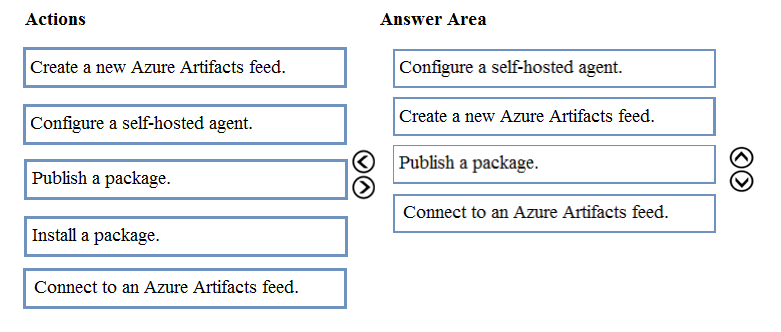 Actions
Create a new Azure Artifacts feed.
Configure a self-hosted agent.
Publish a package.
Install a package.
Connect to an Azure Artifacts feed.
Answer Area
Configure a self-hosted agent.
Create a new Azure Artifacts feed.
Publish a package.
Connect to an Azure Artifacts feed.